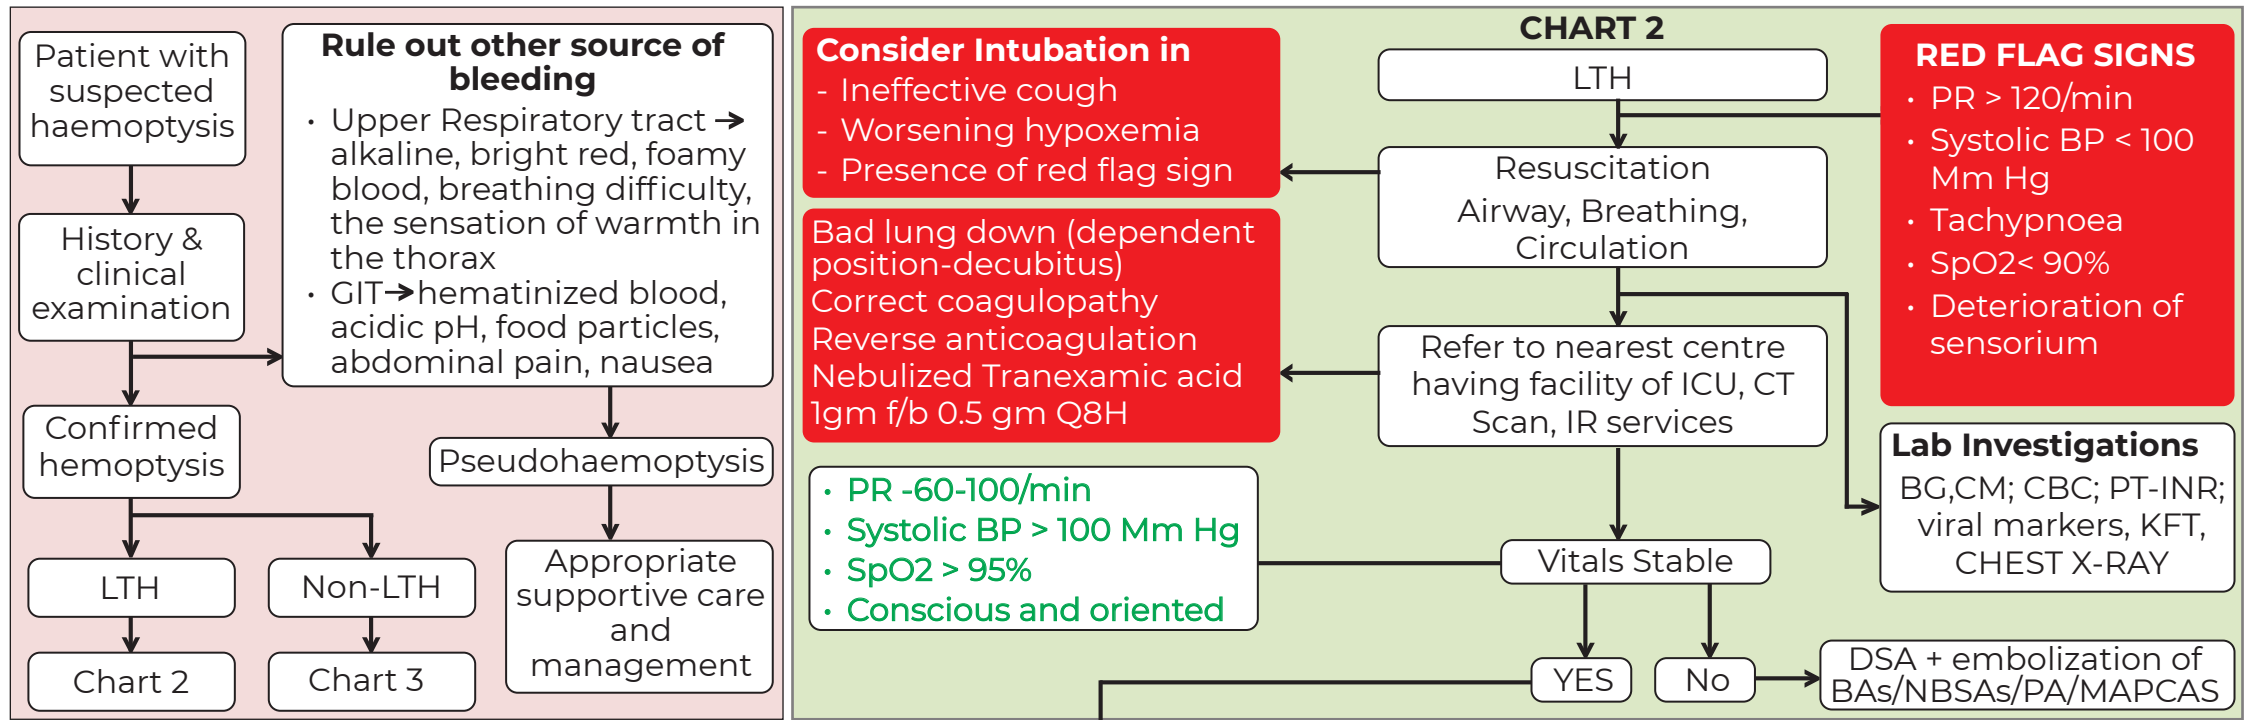 Patient with
suspected
haemoptysis
History &
clinical
examination
Confirmed
hemoptysis
LTH
Non-LTH
Chart 2
Chart 3
Rule out other source of
bleeding
• Upper Respiratory tract →
alkaline, bright red, foamy
blood, breathing difficulty,
the sensation of warmth in
the thorax
• GIT→hematinized blood,
acidic pH, food particles,
abdominal pain, nausea
Pseudohaemoptysis
Appropriate
supportive care
and
management
CHART 2
LTH
Resuscitation
Airway, Breathing,
Circulation
Refer to nearest centre
having facility of ICU, CT
Scan, IR services
Vitals Stable
YES
No
Consider Intubation in
- Ineffective cough
- Worsening hypoxemia
- Presence of red flag sign
Bad lung down (dependent
position-decubitus)
Correct coagulopathy
Reverse anticoagulation
Nebulized Tranexamic acid
1gm f/b 0.5 gm Q8H
• PR -60-100/min
• Systolic BP > 100 Mm Hg
• SpO2 > 95%
• Conscious and oriented
RED FLAG SIGNS
• PR > 120/min
• Systolic BP < 100
Mm Hg
• Tachypnoea
• SpO2< 90%
• Deterioration of
sensorium
Lab Investigations
BG,CM; CBC; PT-INR;
viral markers, KFT,
CHEST X-RAY
DSA + embolization of
BAs/NBSAs/PA/MAPCAS